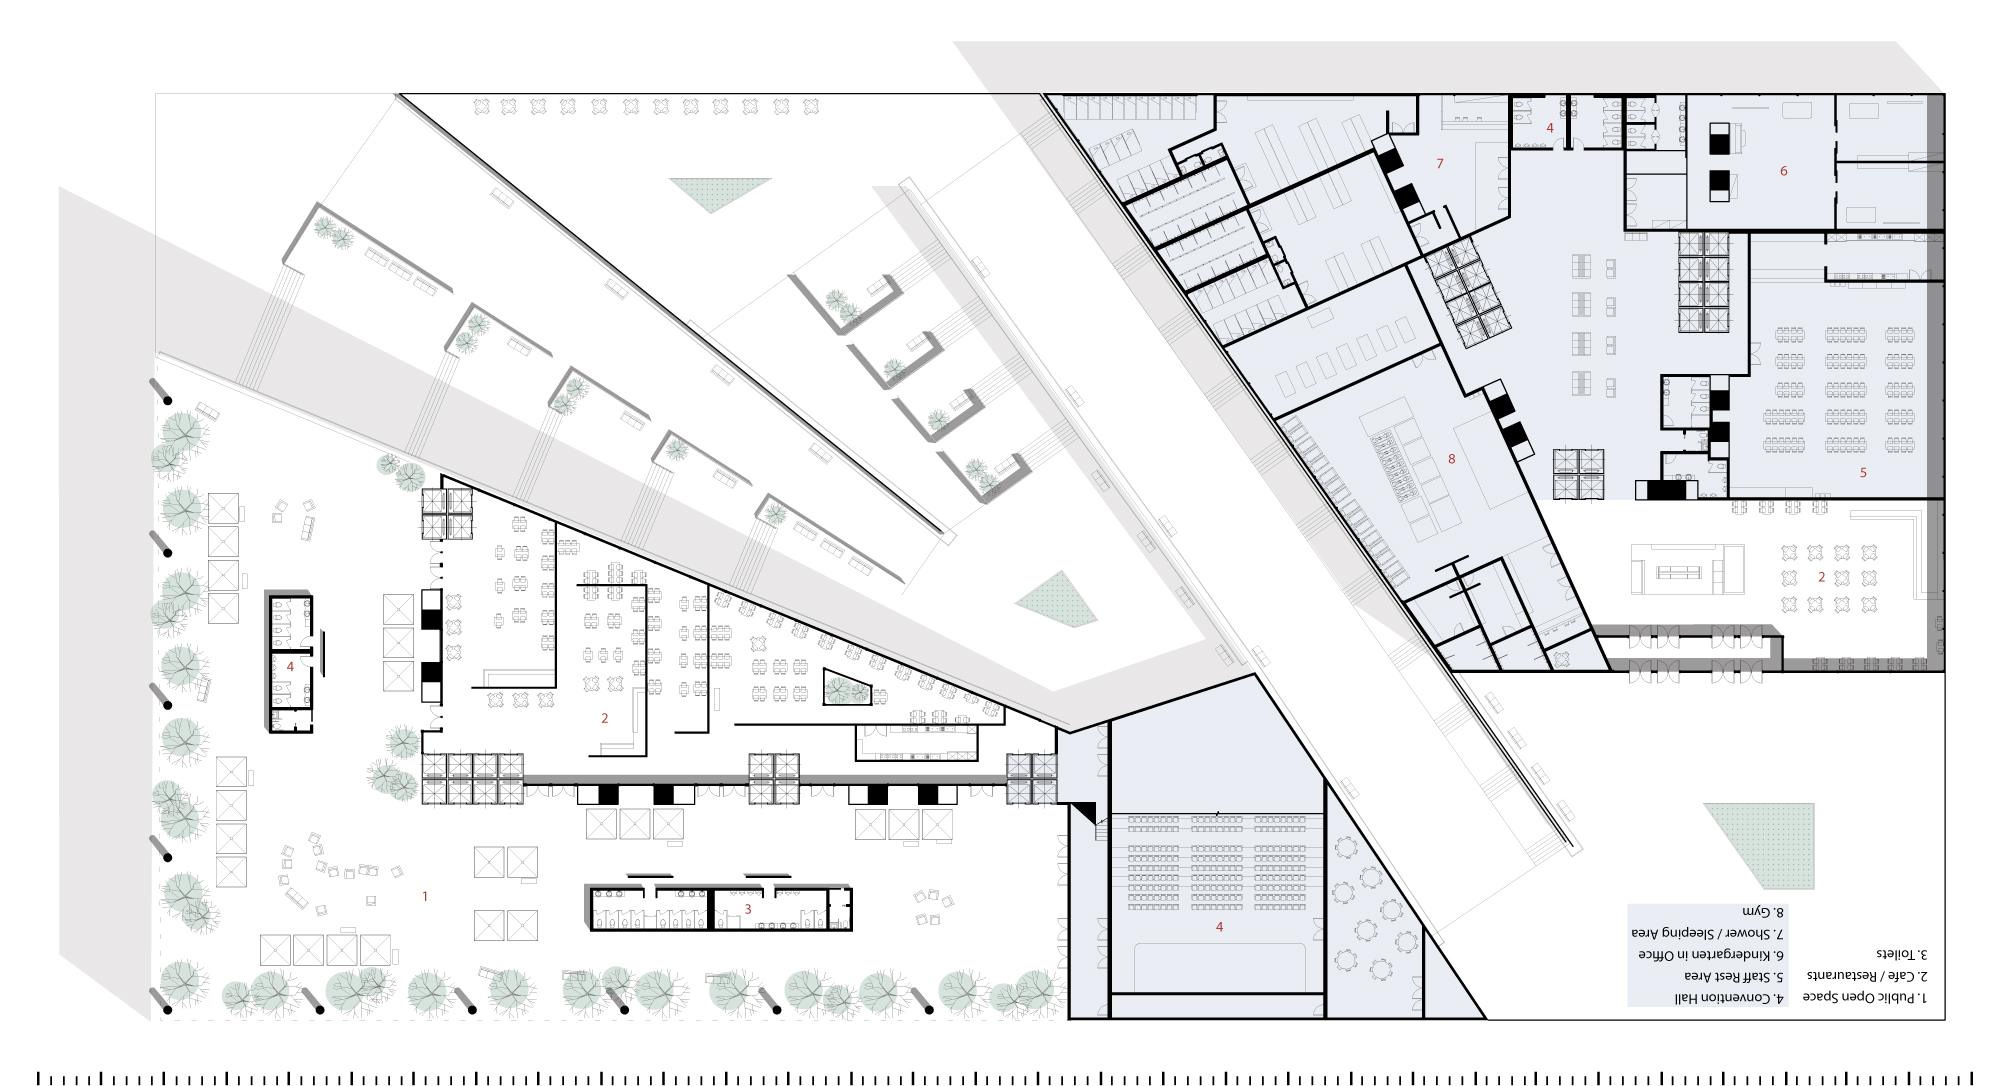 4
7
6
8
5
2
4
2
1
3
4
1. Public Open Space
2. Cafe / Restaurants
3. Toilets
4. Convention Hall
5. Staff Rest Area
6. Kindergarten in Office
7. Shower / Sleeping Area
8. Gym